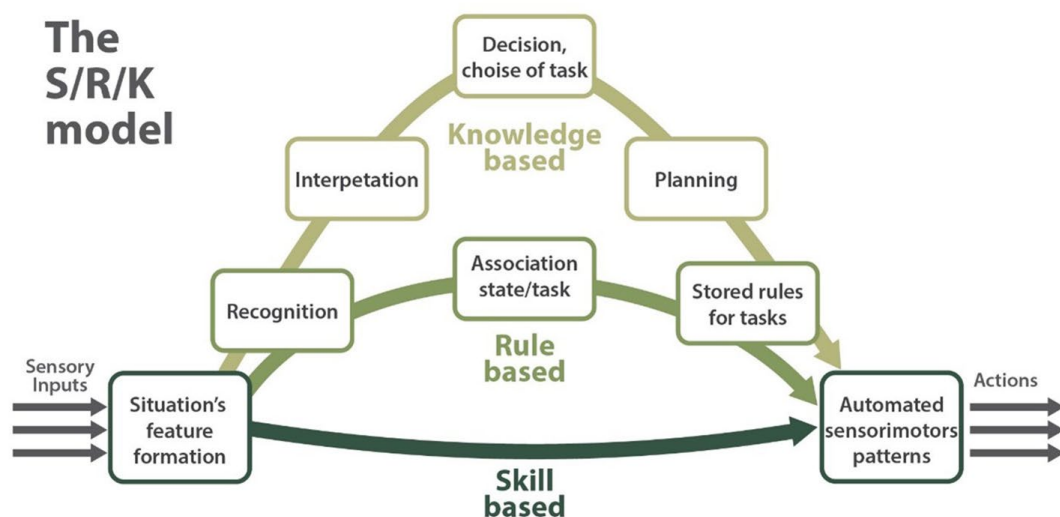 The
S/R/K
model
Decision,
choise of task
Knowledge
based
Interpetation
Planning
Association
state/task
Recognition
Stored rules
for tasks
Rule
based
Sensory
Inputs
Situation's
feature
formation
Automated
sensorimotors
patterns
Actions
Skill
based